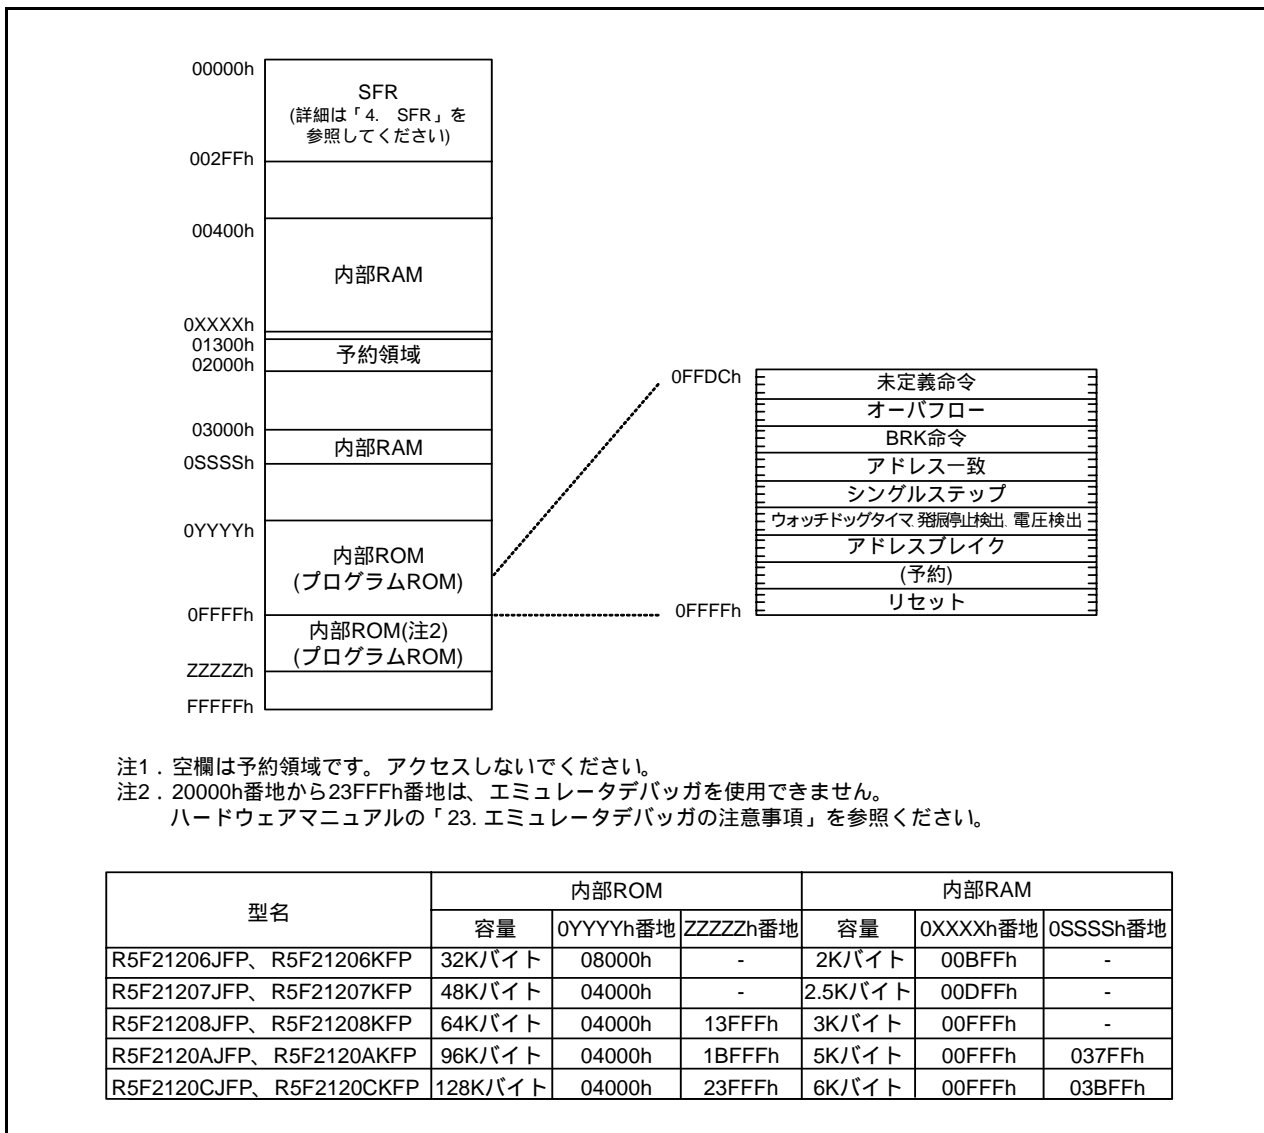 00000h
SFR
(詳細は「4. SFR」を
参照してください)
002FFh
00400h
内部RAM
0XXXXh
01300h
予約領域
02000h
03000h
内部RAM
0SSSSh
0YYYYh
内部ROM
(プログラムROM)
0FFFFh
内部ROM(注2)
(プログラムROM)
ZZZZZh
FFFFFh
0FFDCh
未定義命令
オーバフロー
BRK命令
アドレス一致
シングルステップ
ウォッチドッグタイマ、発振停止検出、電圧検出
アドレスブレイク
(予約)
0FFFFh
リセット
注1.空欄は予約領域です。アクセスしないでください。
注2.20000h番地から23FFFh番地は、エミュレータデバッガを使用できません。
ハードウェアマニュアルの「23. エミュレータデバッガの注意事項」を参照ください。
型名 内部ROM 内部RAM
容量 0YYYYh番地 ZZZZZh番地 容量 0XXXXh番地 0SSSSh番地
R5F21206JFP、R5F21206KFP 32Kバイト 08000h - 2Kバイト 00BFFh -
R5F21207JFP、R5F21207KFP 48Kバイト 04000h - 2.5Kバイト 00DFFh -
R5F21208JFP、R5F21208KFP 64Kバイト 04000h 13FFFh 3Kバイト 00FFFh -
R5F2120AJFP、R5F2120AKFP 96Kバイト 04000h 1BFFFh 5Kバイト 00FFFh 037FFh
R5F2120CJFP、R5F2120CKFP 128Kバイト 04000h 23FFFh 6Kバイト 00FFFh 03BFFh